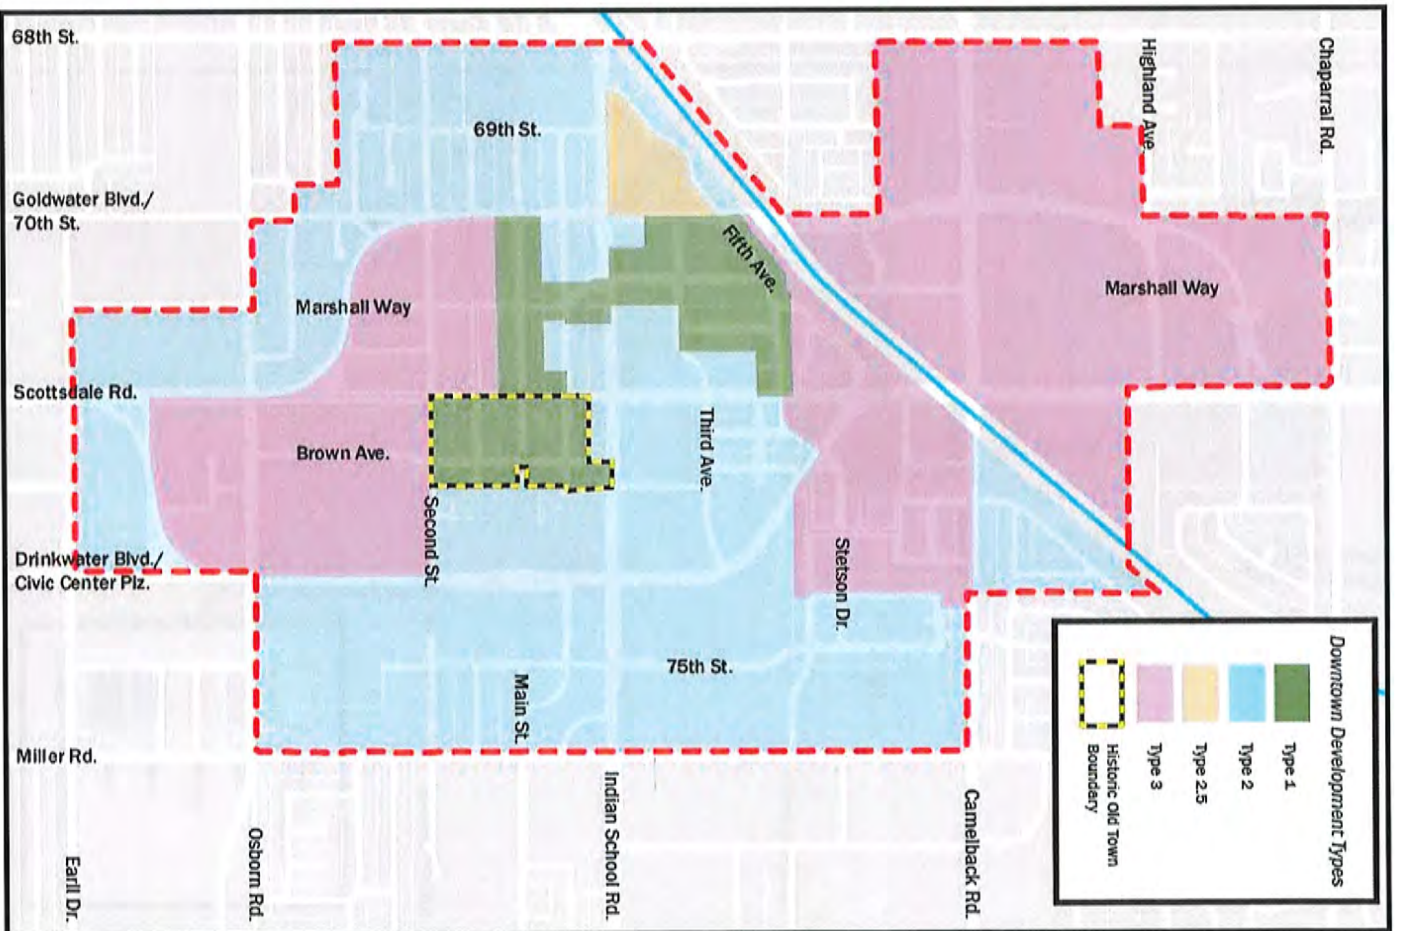 68th St.
Goldwater Blvd./
70th St.
Scottsdale Rd.
Drinkwater Blvd./
Civic Center Plz.
Miller Rd.
69th St.
Marshall Way
Brown Ave.
75th St.
Marshall Way
Fifth Ave.
Third Ave.
Second St.
Main St.
Stetson Dr.
Highland Ave.
Chaparral Rd.
Earll Dr.
Osborn Rd.
Indian School Rd.
Camelback Rd.
Downtown Development Types
Type 1
Type 2
Type 2.5
Type 3
Historic Old Town
Boundary